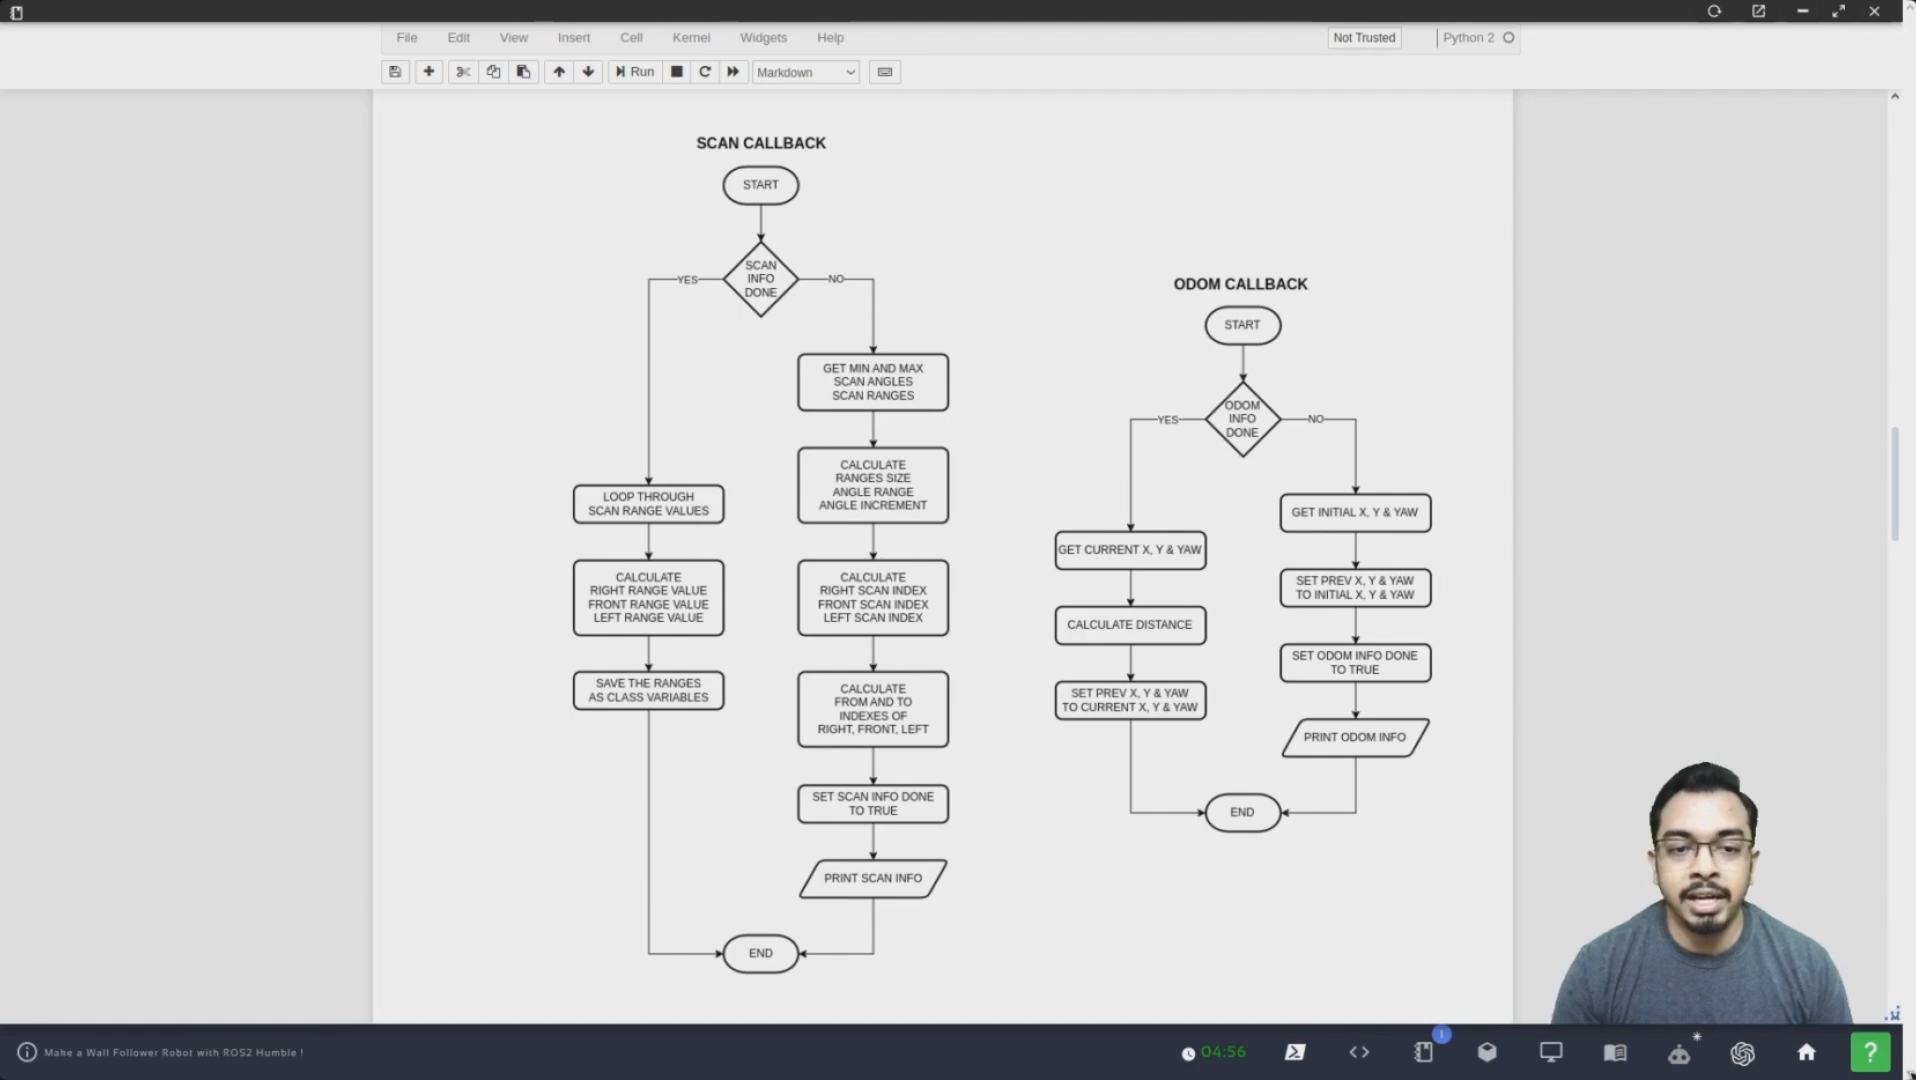 File Edit View Insert Cell Kernel Widgets Help
Not Trusted
Python 2
Run
Markdown
SCAN CALLBACK
START
SCAN
INFO
DONE
YES
NO
LOOP THROUGH
SCAN RANGE VALUES
CALCULATE
RIGHT RANGE VALUE
FRONT RANGE VALUE
LEFT RANGE VALUE
SAVE THE RANGES
AS CLASS VARIABLES
GET MIN AND MAX
SCAN ANGLES
SCAN RANGES
CALCULATE
RANGES SIZE
ANGLE RANGE
ANGLE INCREMENT
CALCULATE
RIGHT SCAN INDEX
FRONT SCAN INDEX
LEFT SCAN INDEX
CALCULATE
FROM AND TO
INDEXES OF
RIGHT, FRONT, LEFT
SET SCAN INFO DONE
TO TRUE
PRINT SCAN INFO
END
ODOM CALLBACK
START
ODOM
INFO
DONE
YES
NO
GET CURRENT X, Y & YAW
CALCULATE DISTANCE
SET PREV X, Y & YAW
TO CURRENT X, Y & YAW
GET INITIAL X, Y & YAW
SET PREV X, Y & YAW
TO INITIAL X, Y & YAW
SET ODOM INFO DONE
TO TRUE
PRINT ODOM INFO
END
Make a Wall Follower Robot with ROS2 Humble !
04:56
?